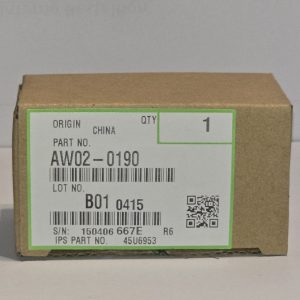 ORIGIN CHINA QTY 1
PART NO.
AW02-0190
LOT NO.
B01 0415
S/N: 150406 667E R6
IPS PART NO. 45U6953